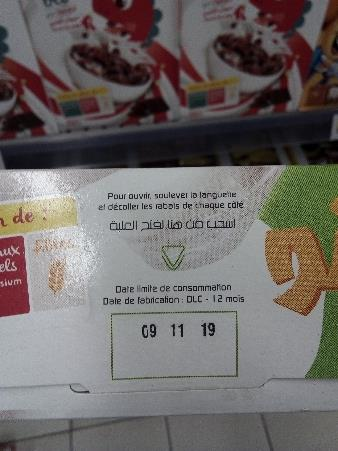 Pour ouvrir, soulever la languette
et décoller les rabats de chaque côté
اسحب من هنا لفتح العلبة
n de :
aux
els
sium
Fibres
Date limite de consommation
Date de fabrication : DLC - 12 mois
09 11 19